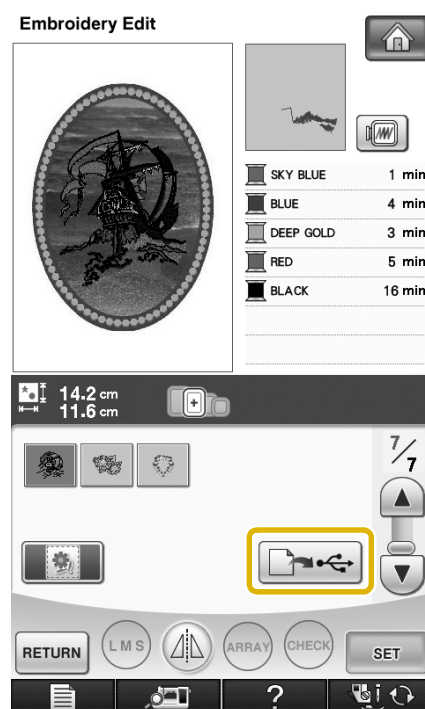 Embroidery Edit
SKY BLUE 1 min
BLUE 4 min
DEEP GOLD 3 min
RED 5 min
BLACK 16 min
14.2 cm
11.6 cm
7/7
RETURN
L M S
ARRAY
CHECK
SET
?